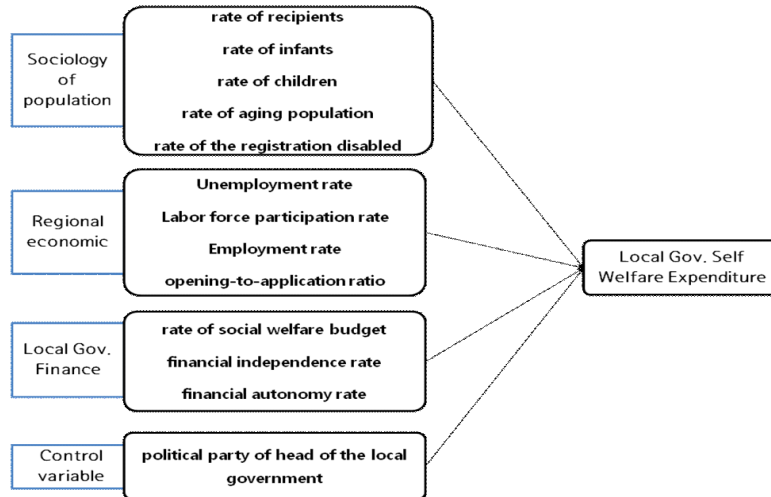 Sociology
of
population
rate of recipients
rate of infants
rate of children
rate of aging population
rate of the registration disabled
Regional
economic
Unemployment rate
Labor force participation rate
Employment rate
opening-to-application ratio
Local Gov.
Finance
rate of social welfare budget
financial independence rate
financial autonomy rate
Control
variable
political party of head of the local
government
Local Gov. Self
Welfare Expenditure